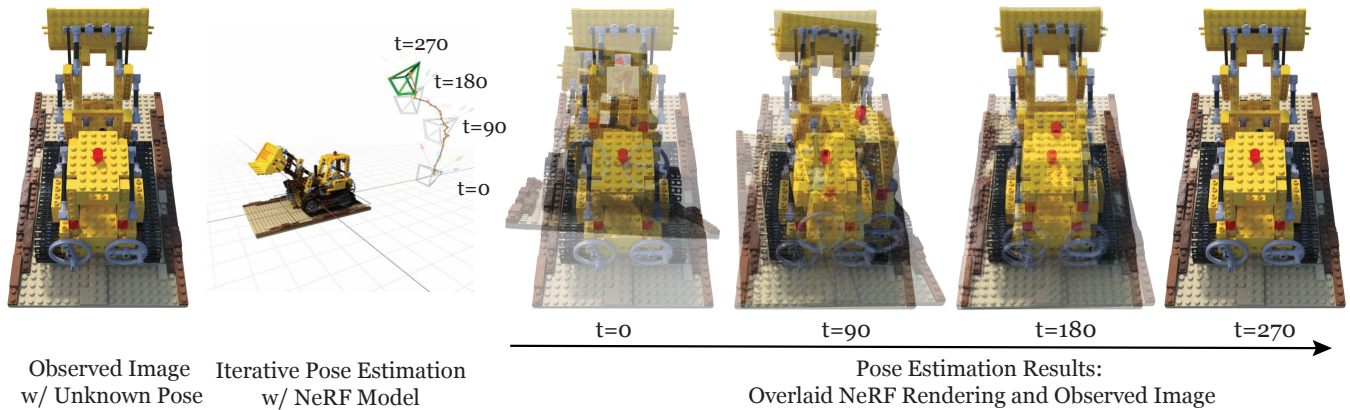 t=270
t=180
t=90
t=0
t=0
t=90
t=180
t=270
Observed Image
w/ Unknown Pose
Iterative Pose Estimation
w/ NeRF Model
Pose Estimation Results:
Overlaid NeRF Rendering and Observed Image